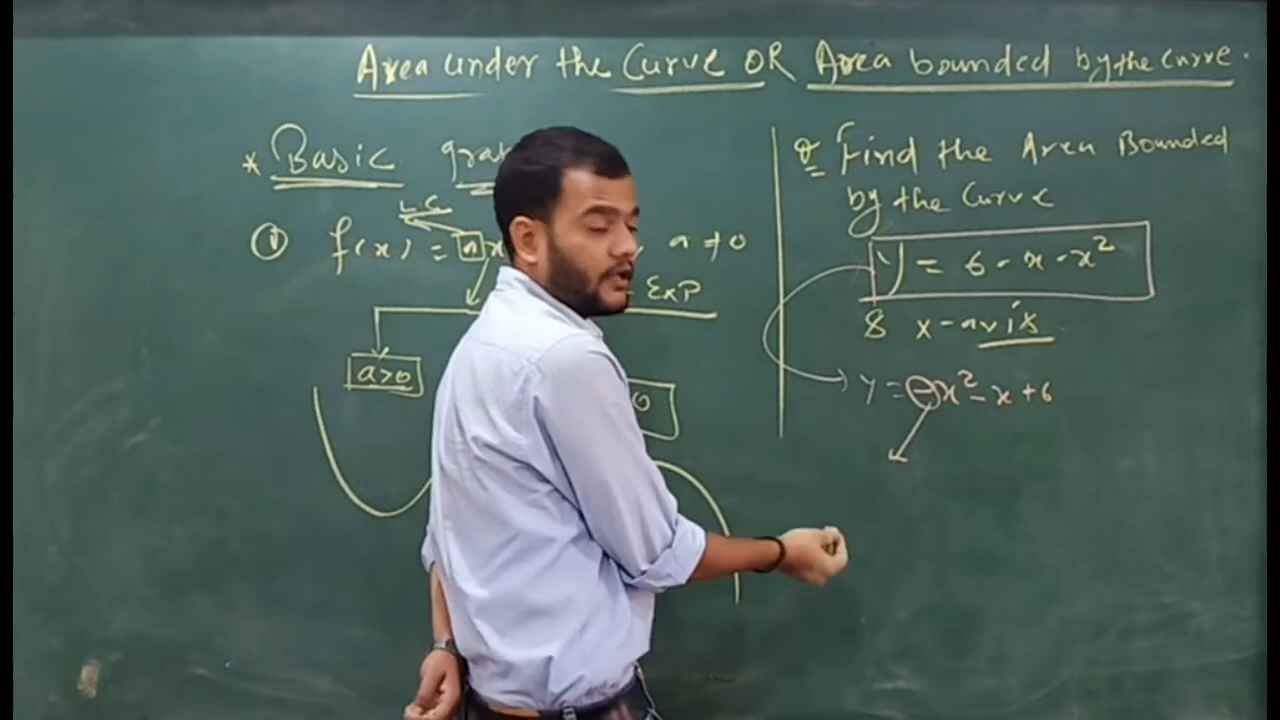 Area under the Curve OR Area bounded by the Curve.
* Basic
L.C.
① f(x) = a , a ≠ 0
Exp
a>0
0
Q Find the Area Bounded
by the Curve
y = 6 - x - x²
& x-axis
y = -x² - x + 6